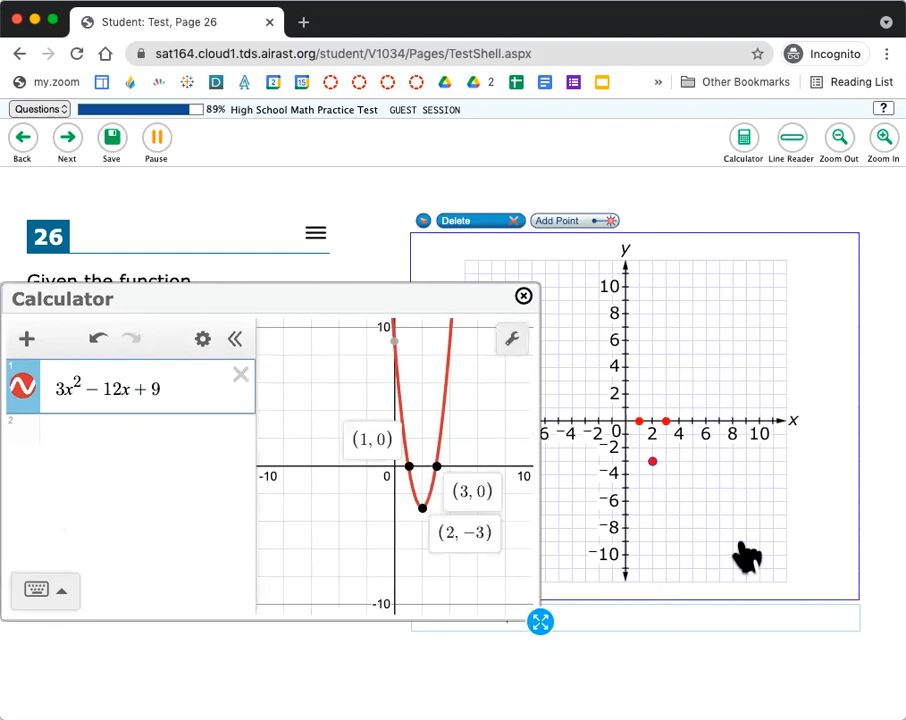 Student: Test, Page 26
sat164.cloud1.tds.airast.org/student/V1034/Pages/TestShell.aspx
Incognito
my.zoom
2
15
D
2
» Other Bookmarks
Reading List
Questions
89% High School Math Practice Test GUEST SESSION
?
Back Next Save Pause
Calculator Line Reader Zoom Out Zoom In
26
Delete
Add Point
Given the function
Calculator
1
3x² − 12x + 9
2
10
-10
0
10
-10
(1, 0)
(3, 0)
(2, −3)
y
x
10
8
6
4
2
6 −4 −2 0 2 4 6 8 10
−2
−4
−6
−8
−10